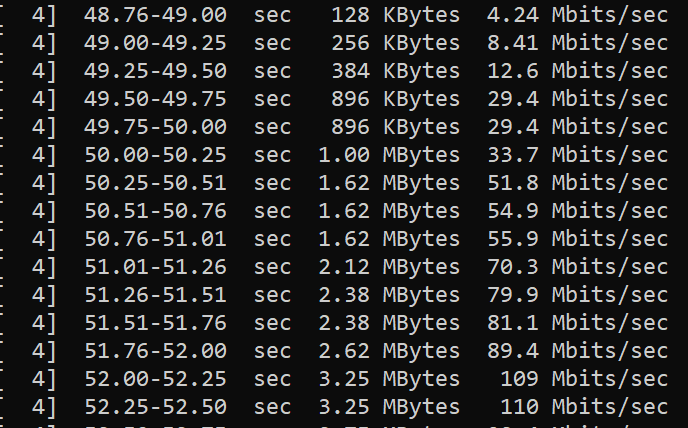 [  4]  48.76-49.00  sec   128 KBytes  4.24 Mbits/sec
[  4]  49.00-49.25  sec   256 KBytes  8.41 Mbits/sec
[  4]  49.25-49.50  sec   384 KBytes  12.6 Mbits/sec
[  4]  49.50-49.75  sec   896 KBytes  29.4 Mbits/sec
[  4]  49.75-50.00  sec   896 KBytes  29.4 Mbits/sec
[  4]  50.00-50.25  sec  1.00 MBytes  33.7 Mbits/sec
[  4]  50.25-50.51  sec  1.62 MBytes  51.8 Mbits/sec
[  4]  50.51-50.76  sec  1.62 MBytes  54.9 Mbits/sec
[  4]  50.76-51.01  sec  1.62 MBytes  55.9 Mbits/sec
[  4]  51.01-51.26  sec  2.12 MBytes  70.3 Mbits/sec
[  4]  51.26-51.51  sec  2.38 MBytes  79.9 Mbits/sec
[  4]  51.51-51.76  sec  2.38 MBytes  81.1 Mbits/sec
[  4]  51.76-52.00  sec  2.62 MBytes  89.4 Mbits/sec
[  4]  52.00-52.25  sec  3.25 MBytes   109 Mbits/sec
[  4]  52.25-52.50  sec  3.25 MBytes   110 Mbits/sec